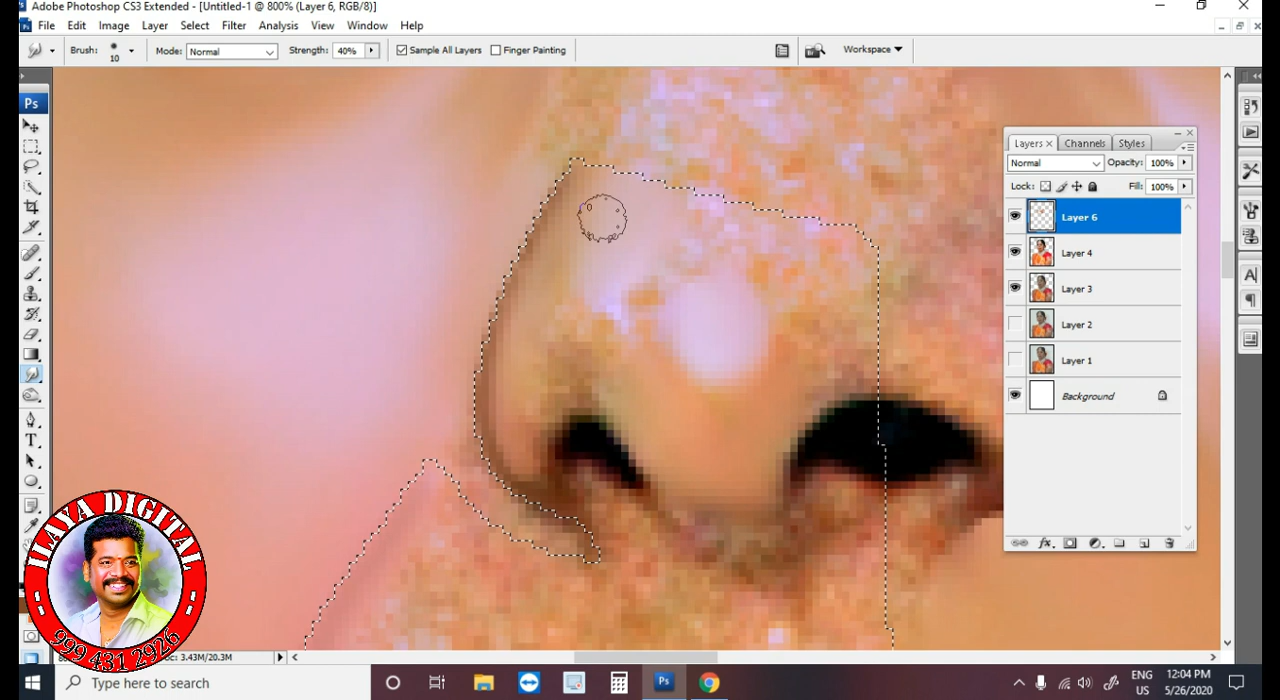 Adobe Photoshop CS3 Extended - [Untitled-1 @ 800% (Layer 6, RGB/8)]
File Edit Image Layer Select Filter Analysis View Window Help
Brush: 10 Mode: Normal Strength: 40% Sample All Layers Finger Painting Workspace
Ps
Layers Channels Styles
Normal Opacity: 100%
Lock: Fill: 100%
Layer 6
Layer 4
Layer 3
Layer 2
Layer 1
Background
ILAYA DIGITAL
999 431 2926
3.43M/20.3M
Type here to search
Ps
ENG
US
12:04 PM
5/26/2020